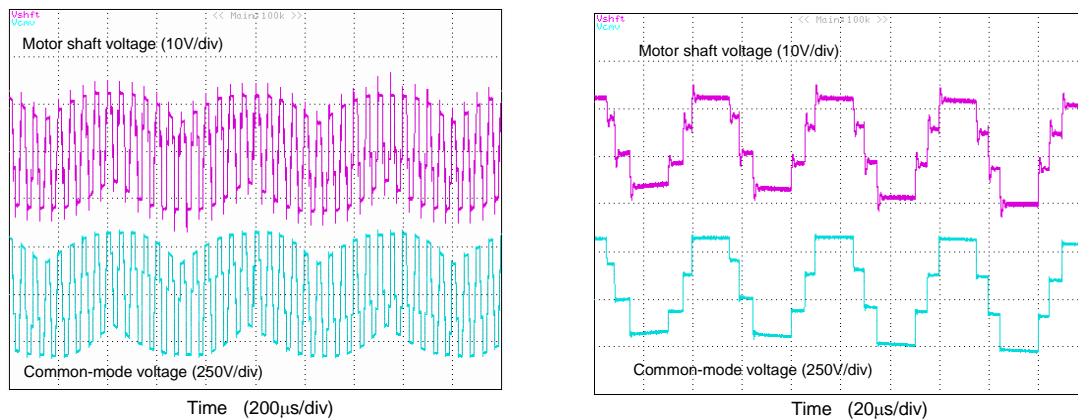 Vshft
Vcmv
<< Main:100k >>
Motor shaft voltage (10V/div)
Common-mode voltage (250V/div)
Time (200μs/div)
Vshft
Vcmv
<< Main:100k >>
Motor shaft voltage (10V/div)
Common-mode voltage (250V/div)
Time (20μs/div)